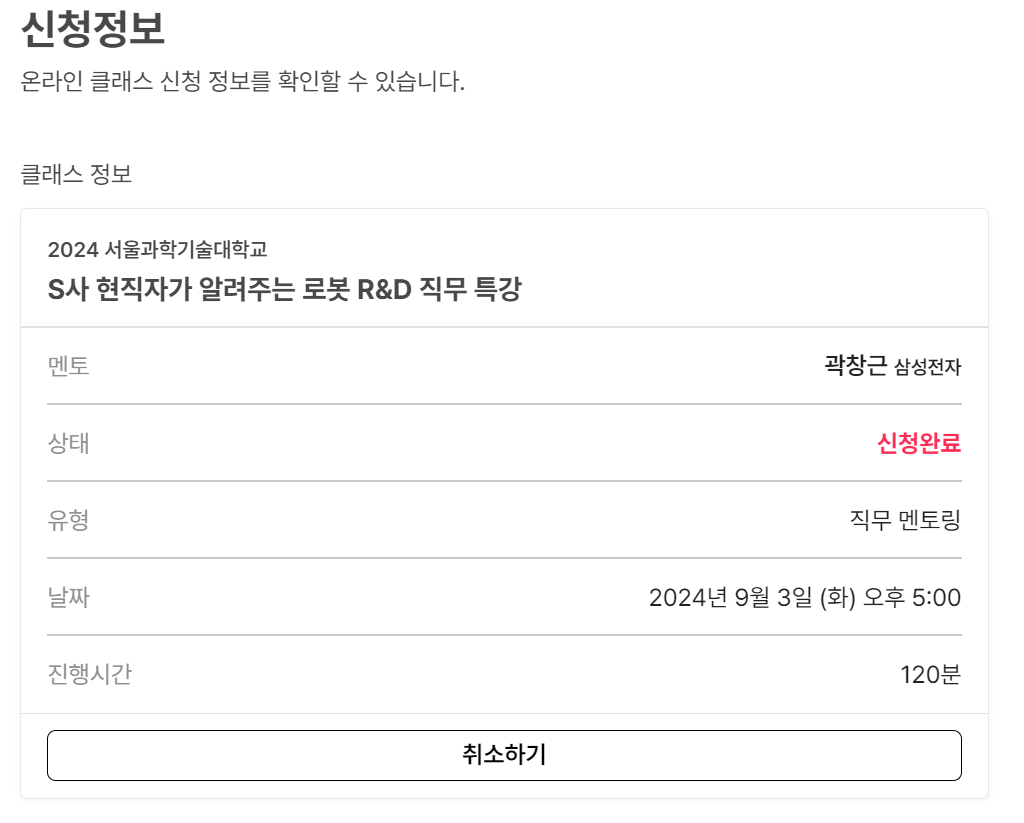 신청정보
온라인 클래스 신청 정보를 확인할 수 있습니다.
클래스 정보
2024 서울과학기술대학교
S사 현직자가 알려주는 로봇 R&D 직무 특강
멘토 곽창근 삼성전자
상태 신청완료
유형 직무 멘토링
날짜 2024년 9월 3일 (화) 오후 5:00
진행시간 120분
취소하기